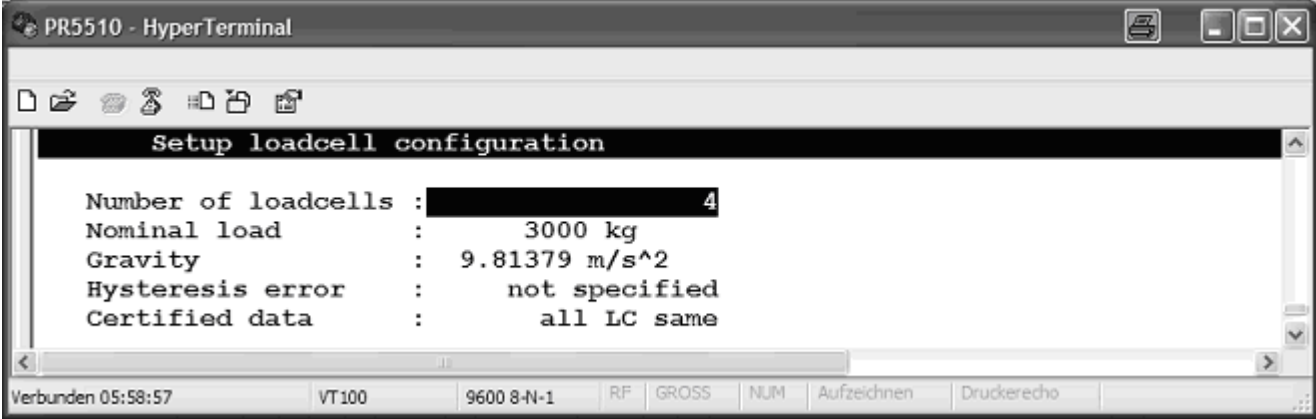 PR5510 - HyperTerminal
Setup loadcell configuration
Number of loadcells : 4
Nominal load : 3000 kg
Gravity : 9.81379 m/s^2
Hysteresis error : not specified
Certified data : all LC same
Verbunden 05:58:57 VT100 9600 8-N-1 RF GROSS NUM Aufzeichnen Druckerecho